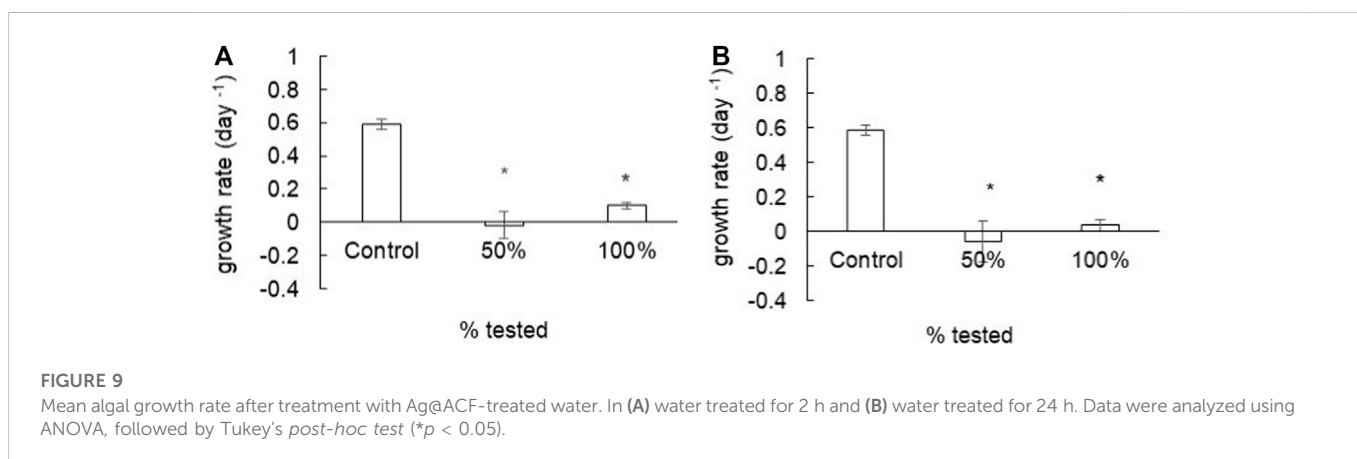 A
growth rate (day -1)
1
0.8
0.6
0.4
0.2
0
-0.2
-0.4
*
*
Control 50% 100%
% tested
B
growth rate (day -1)
1
0.8
0.6
0.4
0.2
0
-0.2
-0.4
*
*
Control 50% 100%
% tested
FIGURE 9
Mean algal growth rate after treatment with Ag@ACF-treated water. In (A) water treated for 2 h and (B) water treated for 24 h. Data were analyzed using
ANOVA, followed by Tukey's post-hoc test (*p < 0.05).